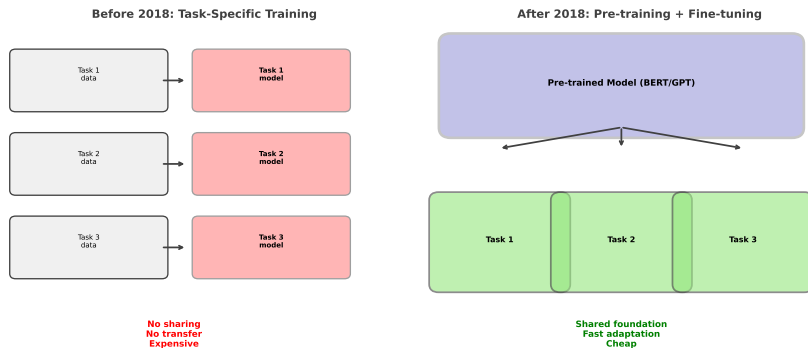 Before 2018: Task-Specific Training
Task 1
data
Task 1
model
Task 2
data
Task 2
model
Task 3
data
Task 3
model
No sharing
No transfer
Expensive
After 2018: Pre-training + Fine-tuning
Pre-trained Model (BERT/GPT)
Task 1
Task 2
Task 3
Shared foundation
Fast adaptation
Cheap